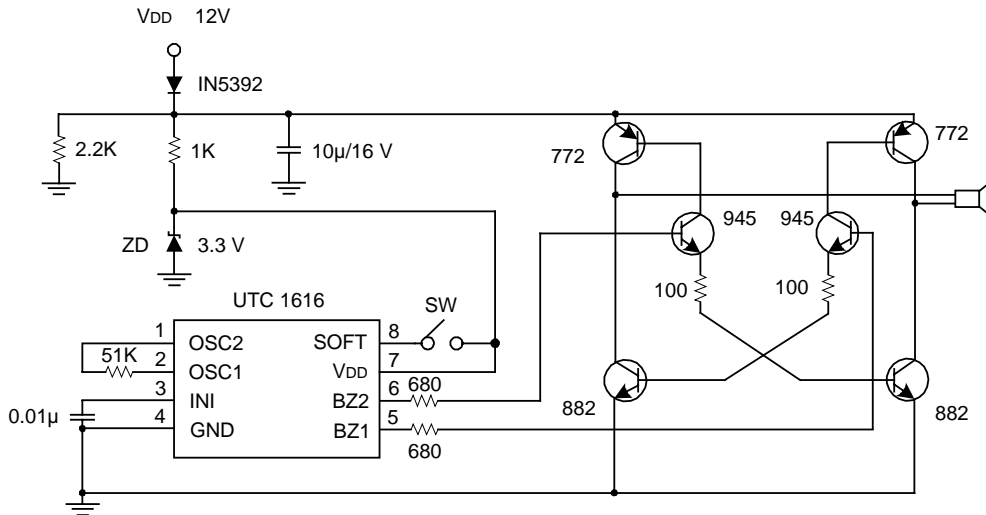 VDD 12V
IN5392
2.2K
1K
10µ/16 V
772
772
945
945
ZD
3.3 V
100
100
UTC 1616
SW
1
OSC2
SOFT
8
51K
2
OSC1
VDD
7
3
INI
BZ2
6
680
0.01µ
4
GND
BZ1
5
680
882
882